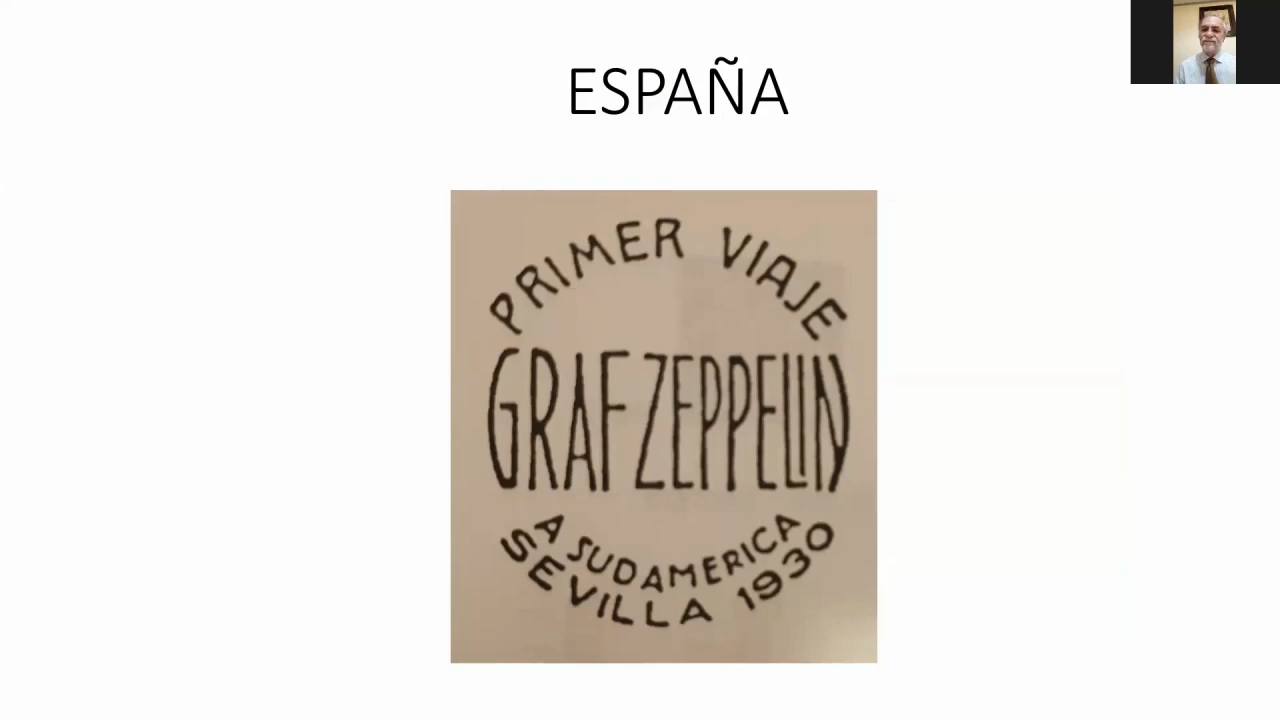 ESPAÑA
PRIMER VIAJE
GRAF ZEPPELIN
A SUDAMERICA
SEVILLA 1930